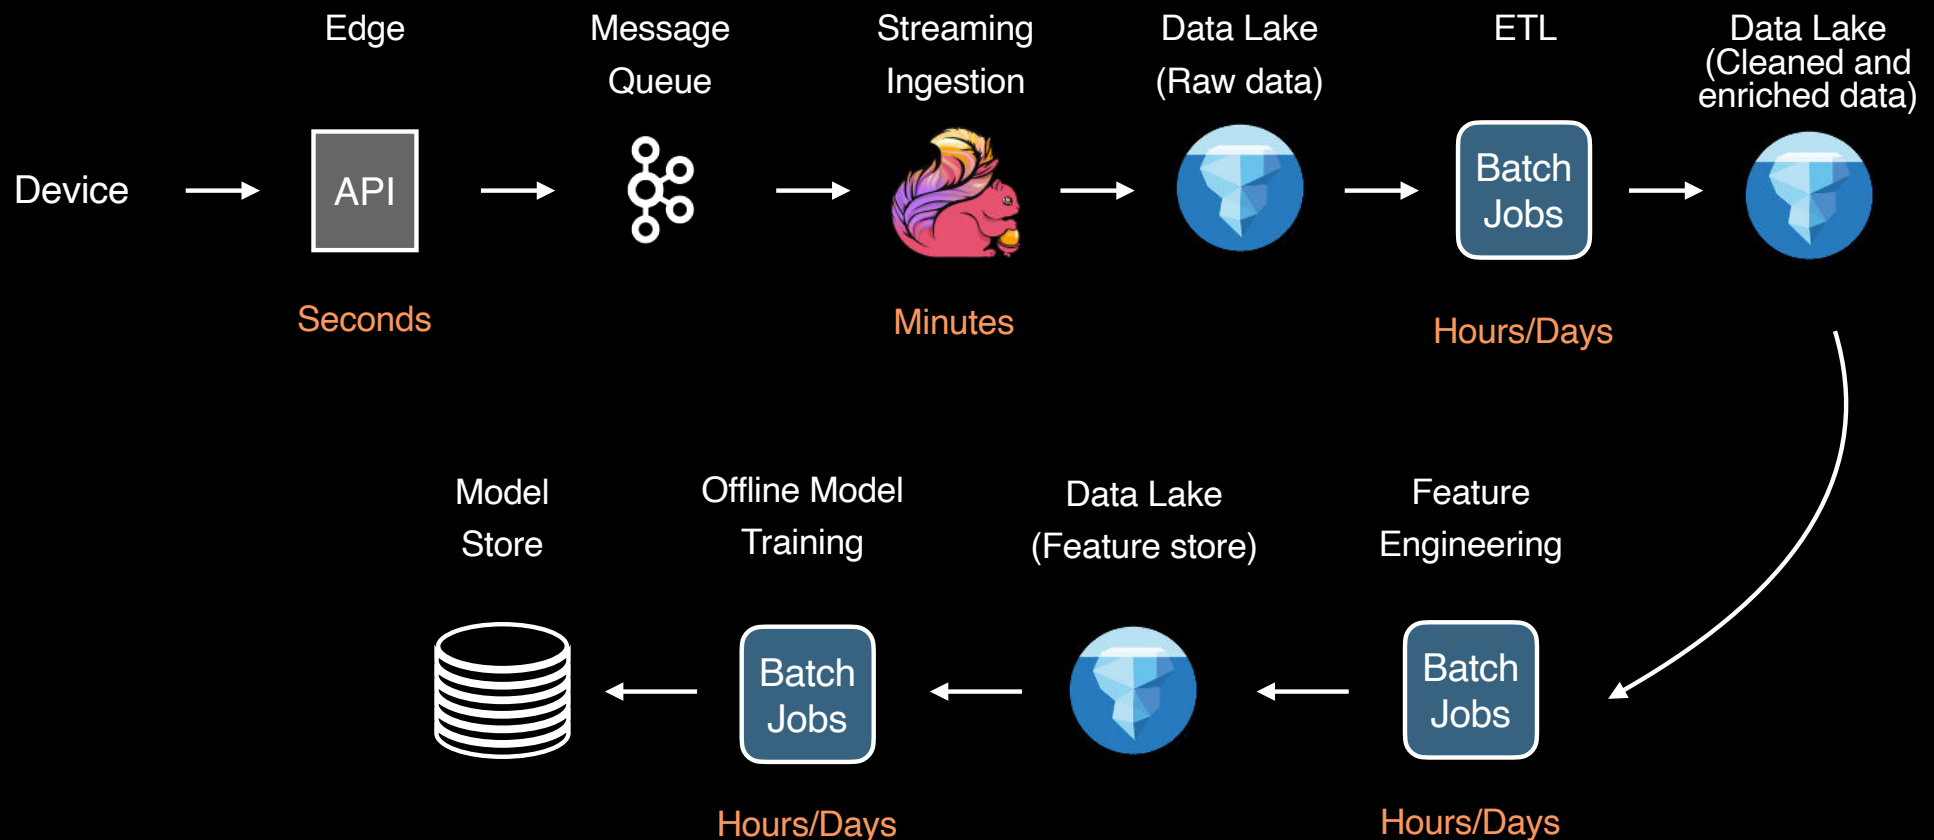 Edge
Message
Queue
Streaming
Ingestion
Data Lake
(Raw data)
ETL
Data Lake
(Cleaned and
enriched data)
Device
API
Batch
Jobs
Seconds
Minutes
Hours/Days
Model
Store
Offline Model
Training
Data Lake
(Feature store)
Feature
Engineering
Batch
Jobs
Batch
Jobs
Hours/Days
Hours/Days